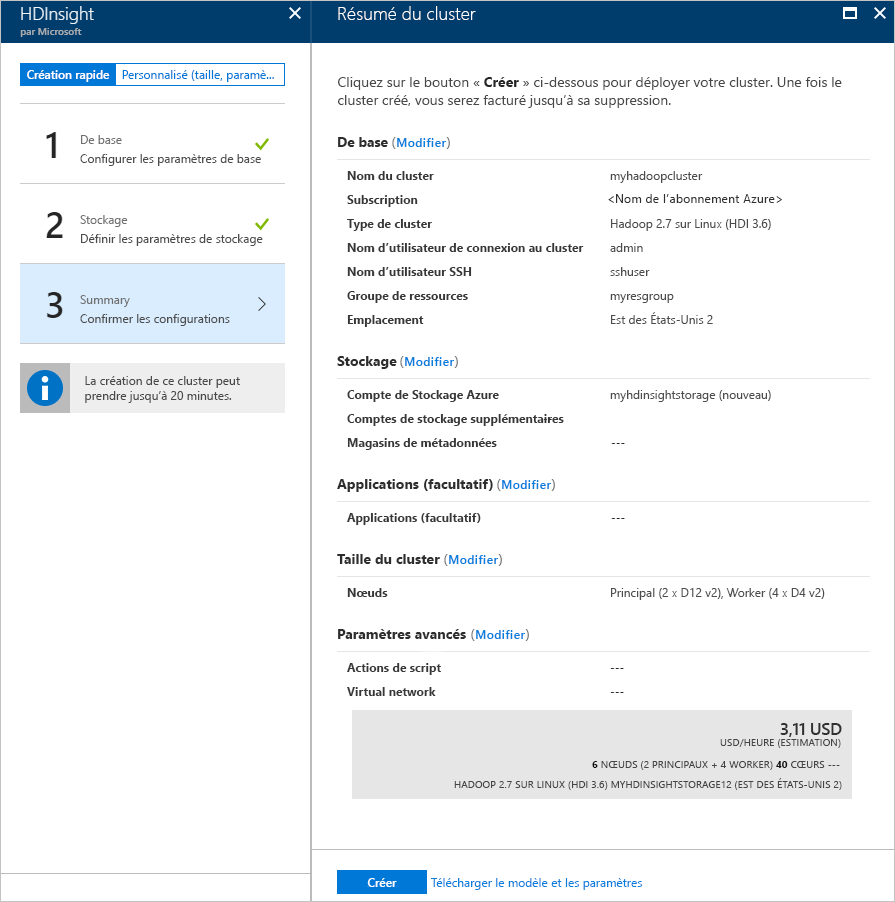 HDInsight
par Microsoft
Création rapide
Personnalisé (taille, paramè...
1
De base
Configurer les paramètres de base
2
Stockage
Définir les paramètres de stockage
3
Summary
Confirmer les configurations
La création de ce cluster peut
prendre jusqu’à 20 minutes.
Résumé du cluster
Cliquez sur le bouton « Créer » ci-dessous pour déployer votre cluster. Une fois le
cluster créé, vous serez facturé jusqu’à sa suppression.
De base (Modifier)
Nom du cluster myhadoopcluster
Subscription <Nom de l’abonnement Azure>
Type de cluster Hadoop 2.7 sur Linux (HDI 3.6)
Nom d’utilisateur de connexion au cluster admin
Nom d’utilisateur SSH sshuser
Groupe de ressources myresgroup
Emplacement Est des États-Unis 2
Stockage (Modifier)
Compte de Stockage Azure myhdinsightstorage (nouveau)
Comptes de stockage supplémentaires
Magasins de métadonnées ---
Applications (facultatif) (Modifier)
Applications (facultatif) ---
Taille du cluster (Modifier)
Nœuds Principal (2 x D12 v2), Worker (4 x D4 v2)
Paramètres avancés (Modifier)
Actions de script ---
Virtual network ---
3,11 USD
USD/HEURE (ESTIMATION)
6 NŒUDS (2 PRINCIPAUX + 4 WORKER) 40 CŒURS ---
HADOOP 2.7 SUR LINUX (HDI 3.6) MYHDINSIGHTSTORAGE12 (EST DES ÉTATS-UNIS 2)
Créer
Télécharger le modèle et les paramètres